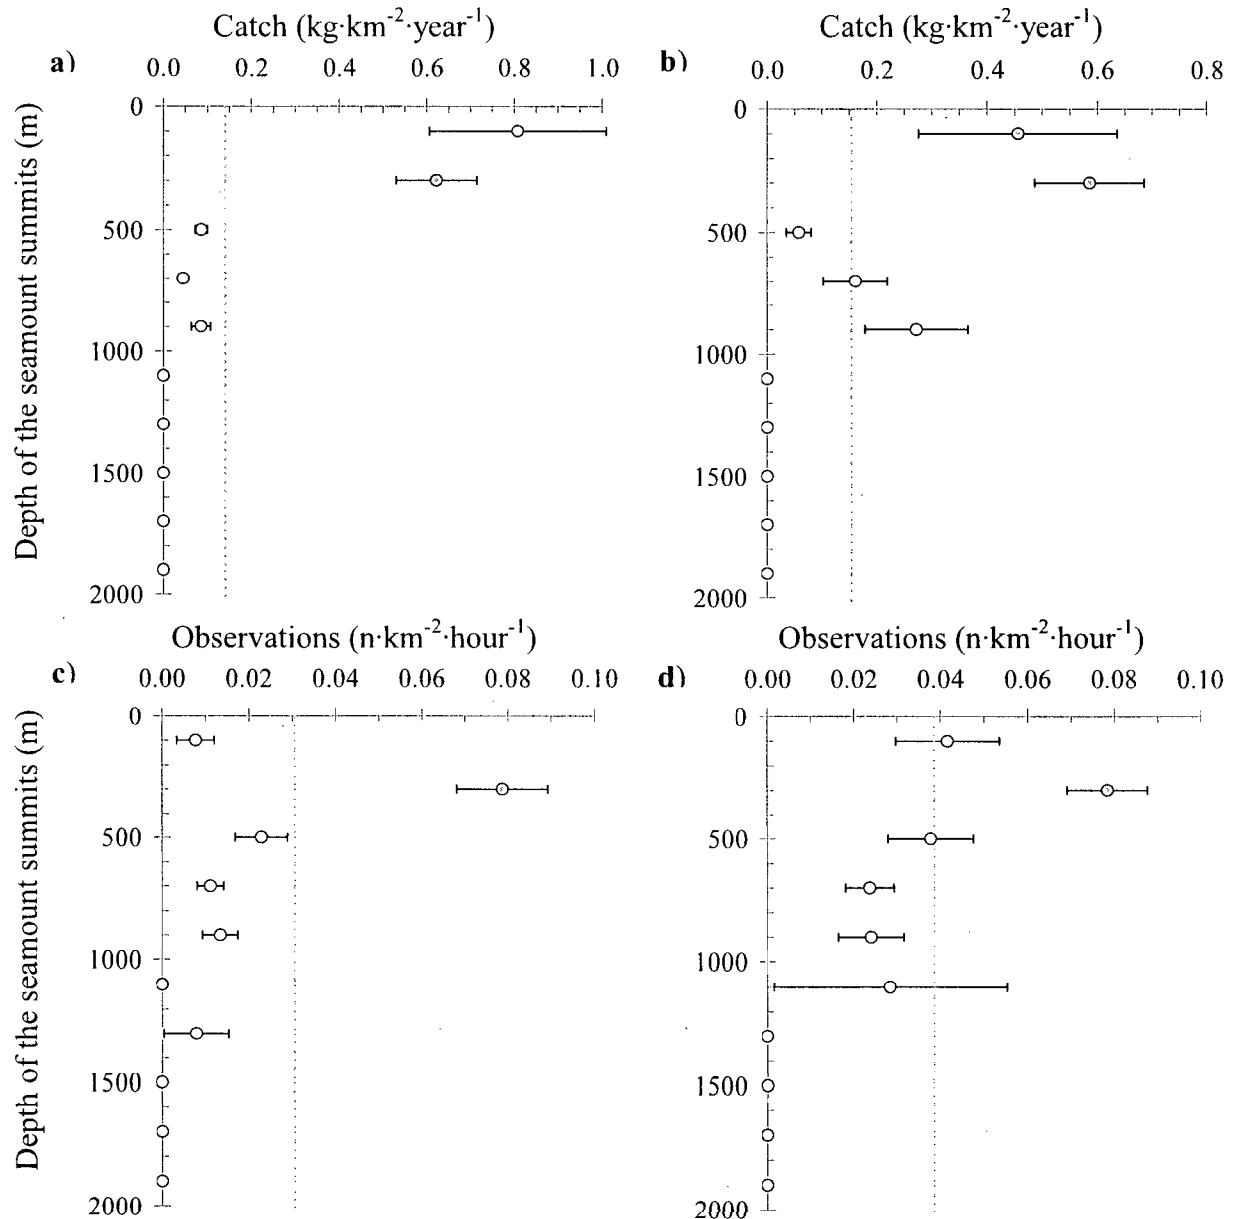 Catch (kg·km-2·year-1)
a)
0.0 0.2 0.4 0.6 0.8 1.0
Depth of the seamount summits (m)
0
500
1000
1500
2000
Catch (kg·km-2·year-1)
b)
0.0 0.2 0.4 0.6 0.8
0
500
1000
1500
2000
Observations (n·km-2·hour-1)
c)
0.00 0.02 0.04 0.06 0.08 0.10
Depth of the seamount summits (m)
0
500
1000
1500
2000
Observations (n·km-2·hour-1)
d)
0.00 0.02 0.04 0.06 0.08 0.10
0
500
1000
1500
2000